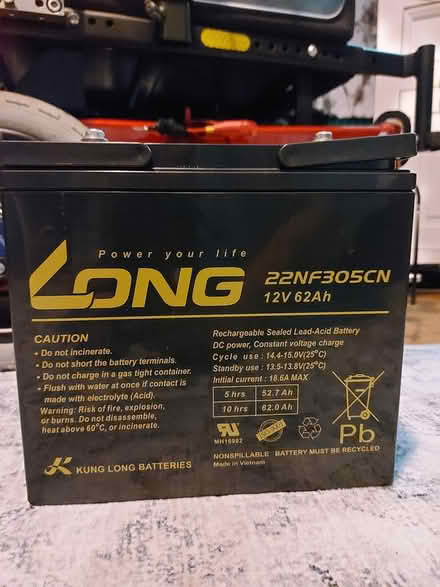 Power your life
LONG
22NF305CN
12V 62Ah
CAUTION
• Do not incinerate.
• Do not short the battery terminals.
• Do not charge in a gas tight container.
• Flush with water at once if contact is
made with electrolyte (Acid).
Warning: Risk of fire, explosion,
or burns. Do not disassemble,
heat above 60°C, or incinerate.
KUNG LONG BATTERIES
Rechargeable Sealed Lead-Acid Battery
DC power, Constant voltage charge
Cycle use : 14.4-15.0V(25°C)
Standby use : 13.5-13.8V(25°C)
Initial current : 18.6A MAX
5 hrs 52.7 Ah
10 hrs 62.0 Ah
MH16982
Pb
NONSPILLABLE BATTERY MUST BE RECYCLED
Made in Vietnam